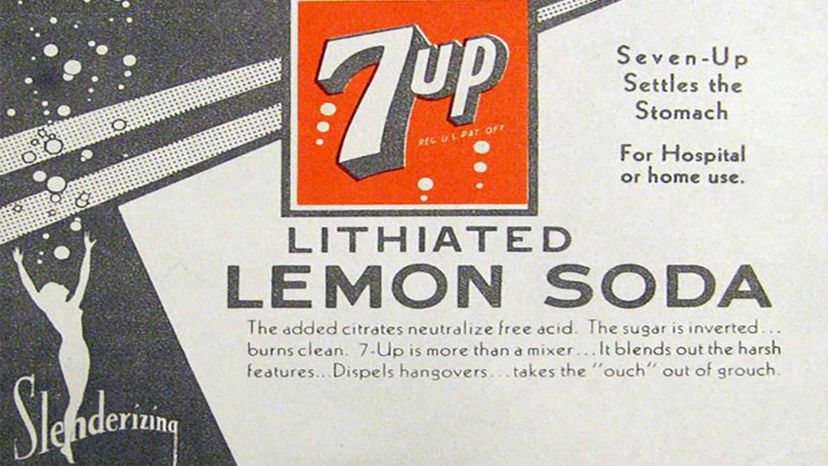 7up
REG. U.S. PAT. OFF.
Seven-Up
Settles the
Stomach
For Hospital
or home use.
LITHIATED
LEMON SODA
The added citrates neutralize free acid. The sugar is inverted...
burns clean. 7-Up is more than a mixer...It blends out the harsh
features...Dispels hangovers...takes the "ouch" out of grouch.
Slenderizing